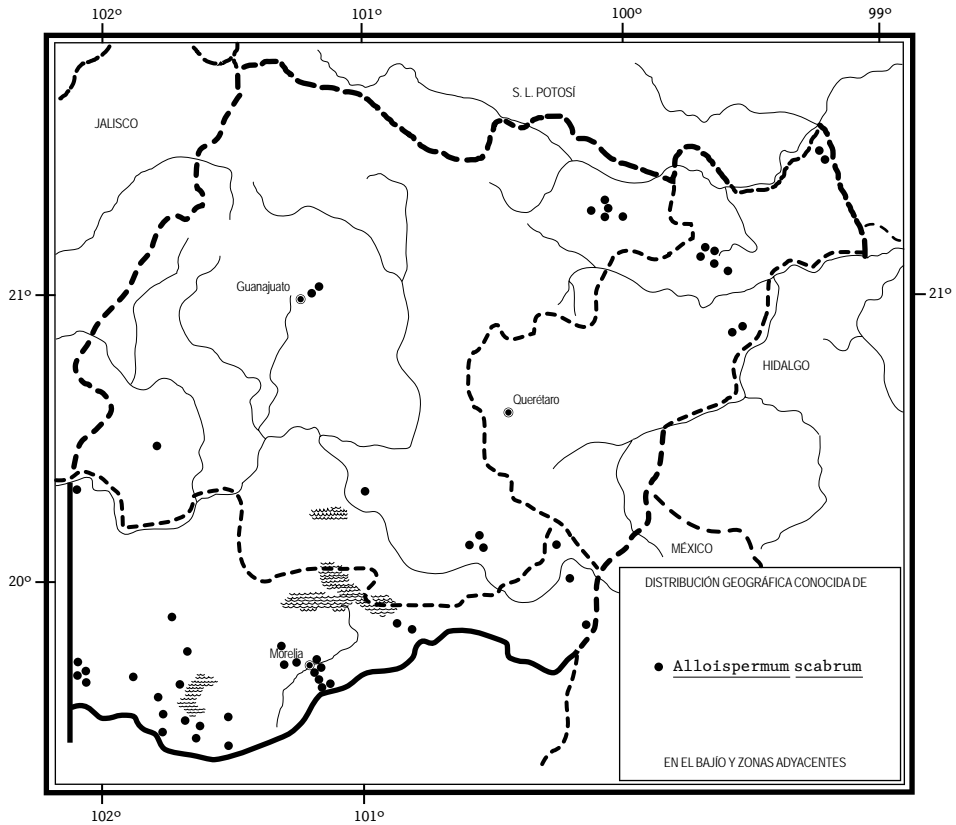 102º 101º 100º 99º
S. L. POTOSÍ
JALISCO
Guanajuato
21º 21º
HIDALGO
Querétaro
MÉXICO
20º
DISTRIBUCIÓN GEOGRÁFICA CONOCIDA DE
Morelia
Alloispermum scabrum
EN EL BAJÍO Y ZONAS ADYACENTES
102º 101º